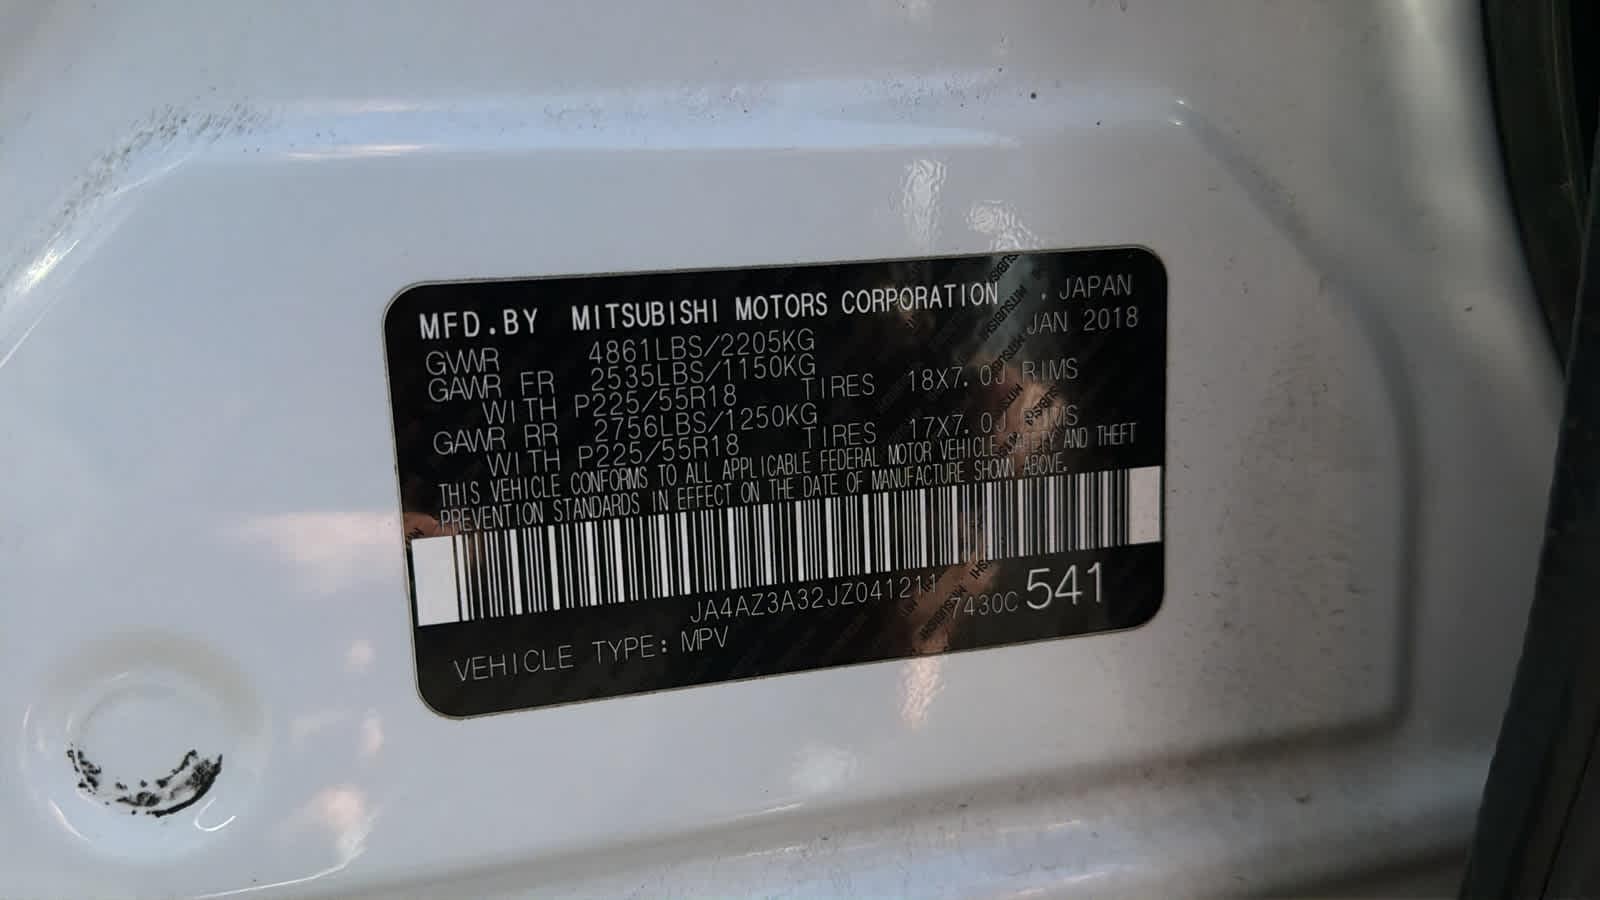 MFD.BY MITSUBISHI MOTORS CORPORATION . JAPAN
JAN 2018
GVWR 4861LBS/2205KG
GAWR FR 2535LBS/1150KG
WITH P225/55R18 TIRES 18X7.0J RIMS
GAWR RR 2756LBS/1250KG
WITH P225/55R18 TIRES 17X7.0J RIMS
THIS VEHICLE CONFORMS TO ALL APPLICABLE FEDERAL MOTOR VEHICLE SAFETY AND THEFT
PREVENTION STANDARDS IN EFFECT ON THE DATE OF MANUFACTURE SHOWN ABOVE.
JA4AZ3A32JZ041211
7430C 541
VEHICLE TYPE: MPV